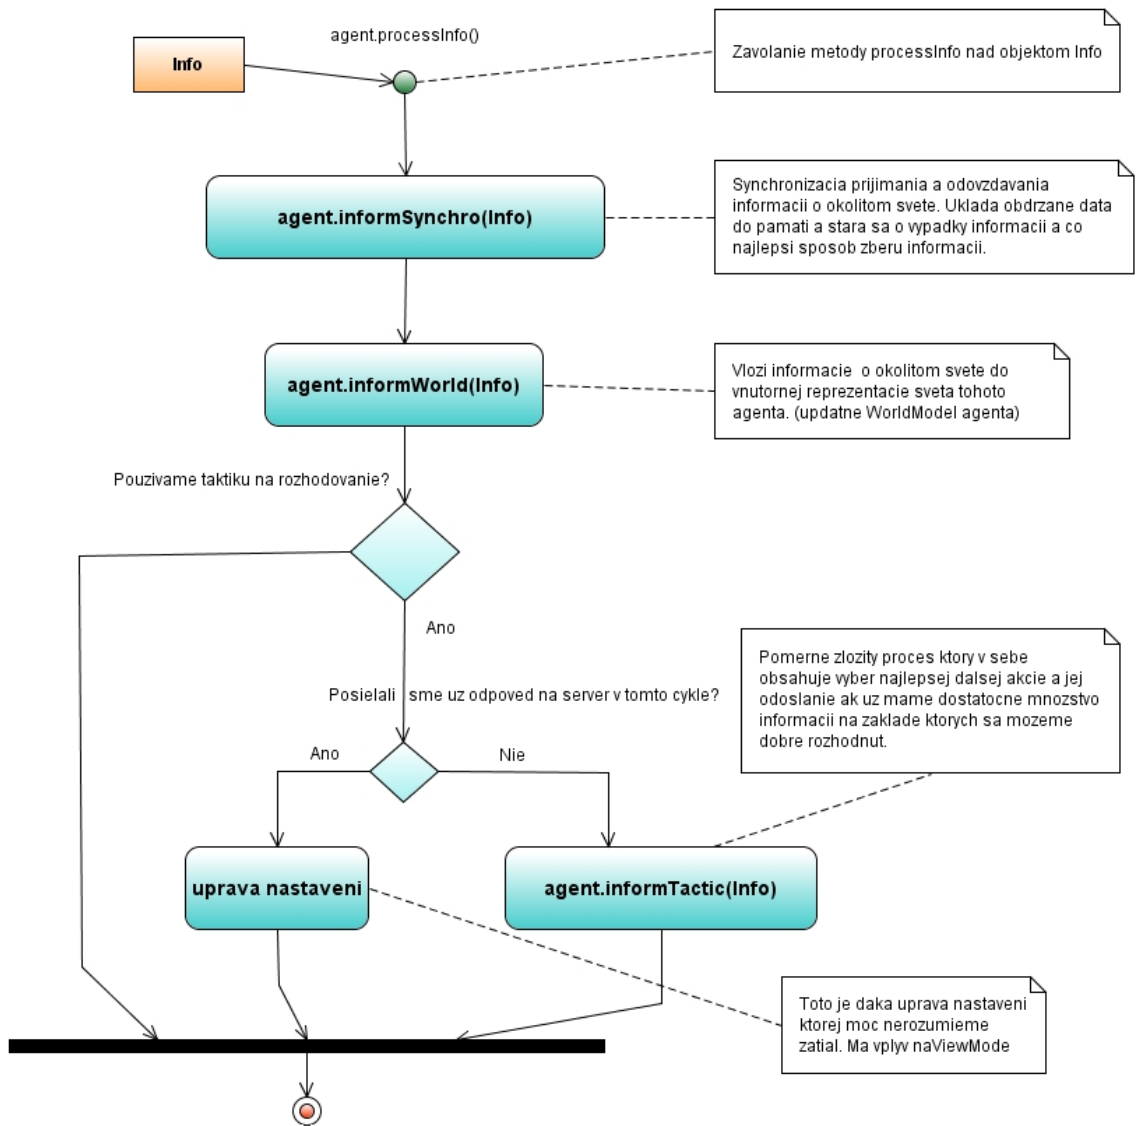 agent.processInfo()
Info
Zavolanie metody processInfo nad objektom Info
agent.informSynchro(Info)
Synchronizacia prijimania a odovzdavania
informacii o okolitom svete. Uklada obdrzane data
do pamati a stara sa o vypadky informacii a co
najlepsi sposob zberu informacii.
agent.informWorld(Info)
Vlozi informacie  o okolitom svete do
vnutornej reprezentacie sveta tohoto
agenta. (updatne WorldModel agenta)
Pouzivame taktiku na rozhodovanie?
Ano
Posielali sme uz odpoved na server v tomto cykle?
Pomerne zlozity proces ktory v sebe
obsahuje vyber najlepsej dalsej akcie a jej
odoslanie ak uz mame dostatocne mnozstvo
informacii na zaklade ktorych sa mozeme
dobre rozhodnut.
Ano
Nie
uprava nastaveni
agent.informTactic(Info)
Toto je daka uprava nastaveni
ktorej moc nerozumieme
zatial. Ma vplyv naViewMode